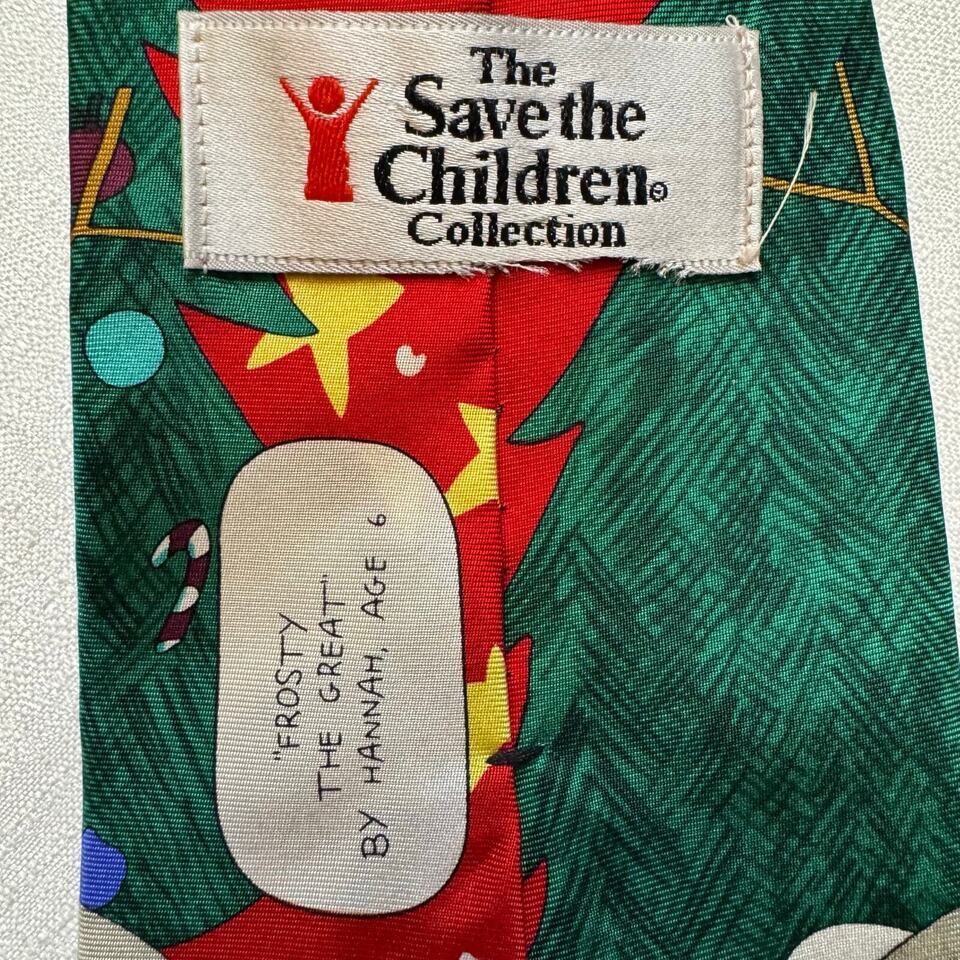 The
Save the
Children®
Collection
"FROSTY
THE GREAT"
BY HANNAH, AGE 6